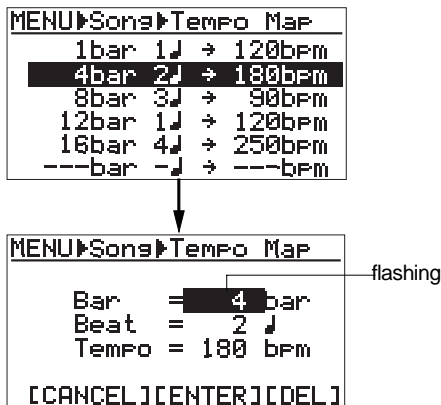 MENU▶Song▶Tempo Map
1bar 1♩ → 120bpm
4bar 2♩ → 180bpm
8bar 3♩ → 90bpm
12bar 1♩ → 120bpm
16bar 4♩ → 250bpm
---bar -♩ → ---bpm
MENU▶Song▶Tempo Map
flashing
Bar = 4 bar
Beat = 2 ♩
Tempo = 180 bpm
[CANCEL][ENTER][DEL]